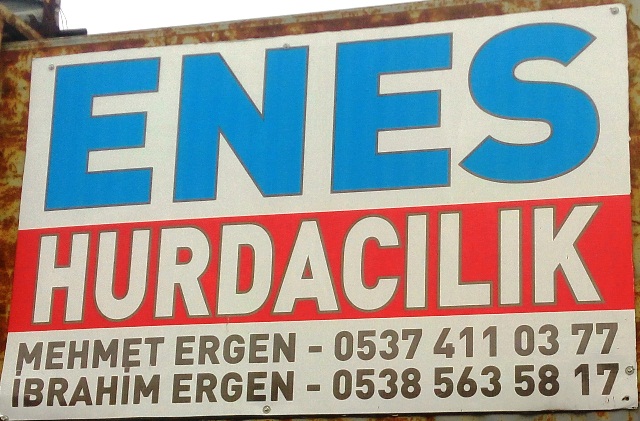 ENES
HURDACILIK
MEHMET ERGEN - 0537 411 03 77
İBRAHİM ERGEN - 0538 563 58 17